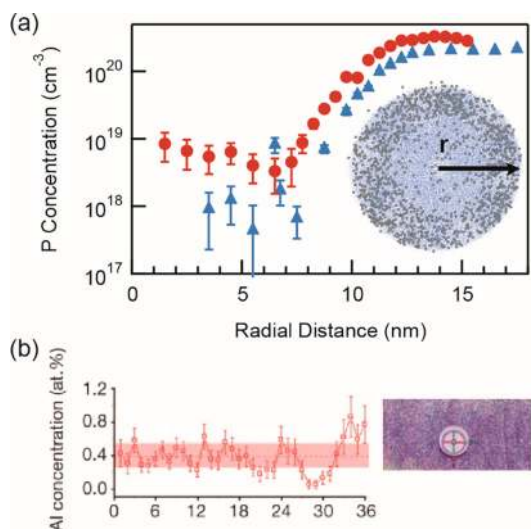 (a)
P Concentration (cm⁻³)
10²⁰
10¹⁹
10¹⁸
10¹⁷
r
0 5 10 15
Radial Distance (nm)
(b)
Al concentration (at.%)
1.2
0.8
0.4
0.0
0 6 12 18 24 30 36